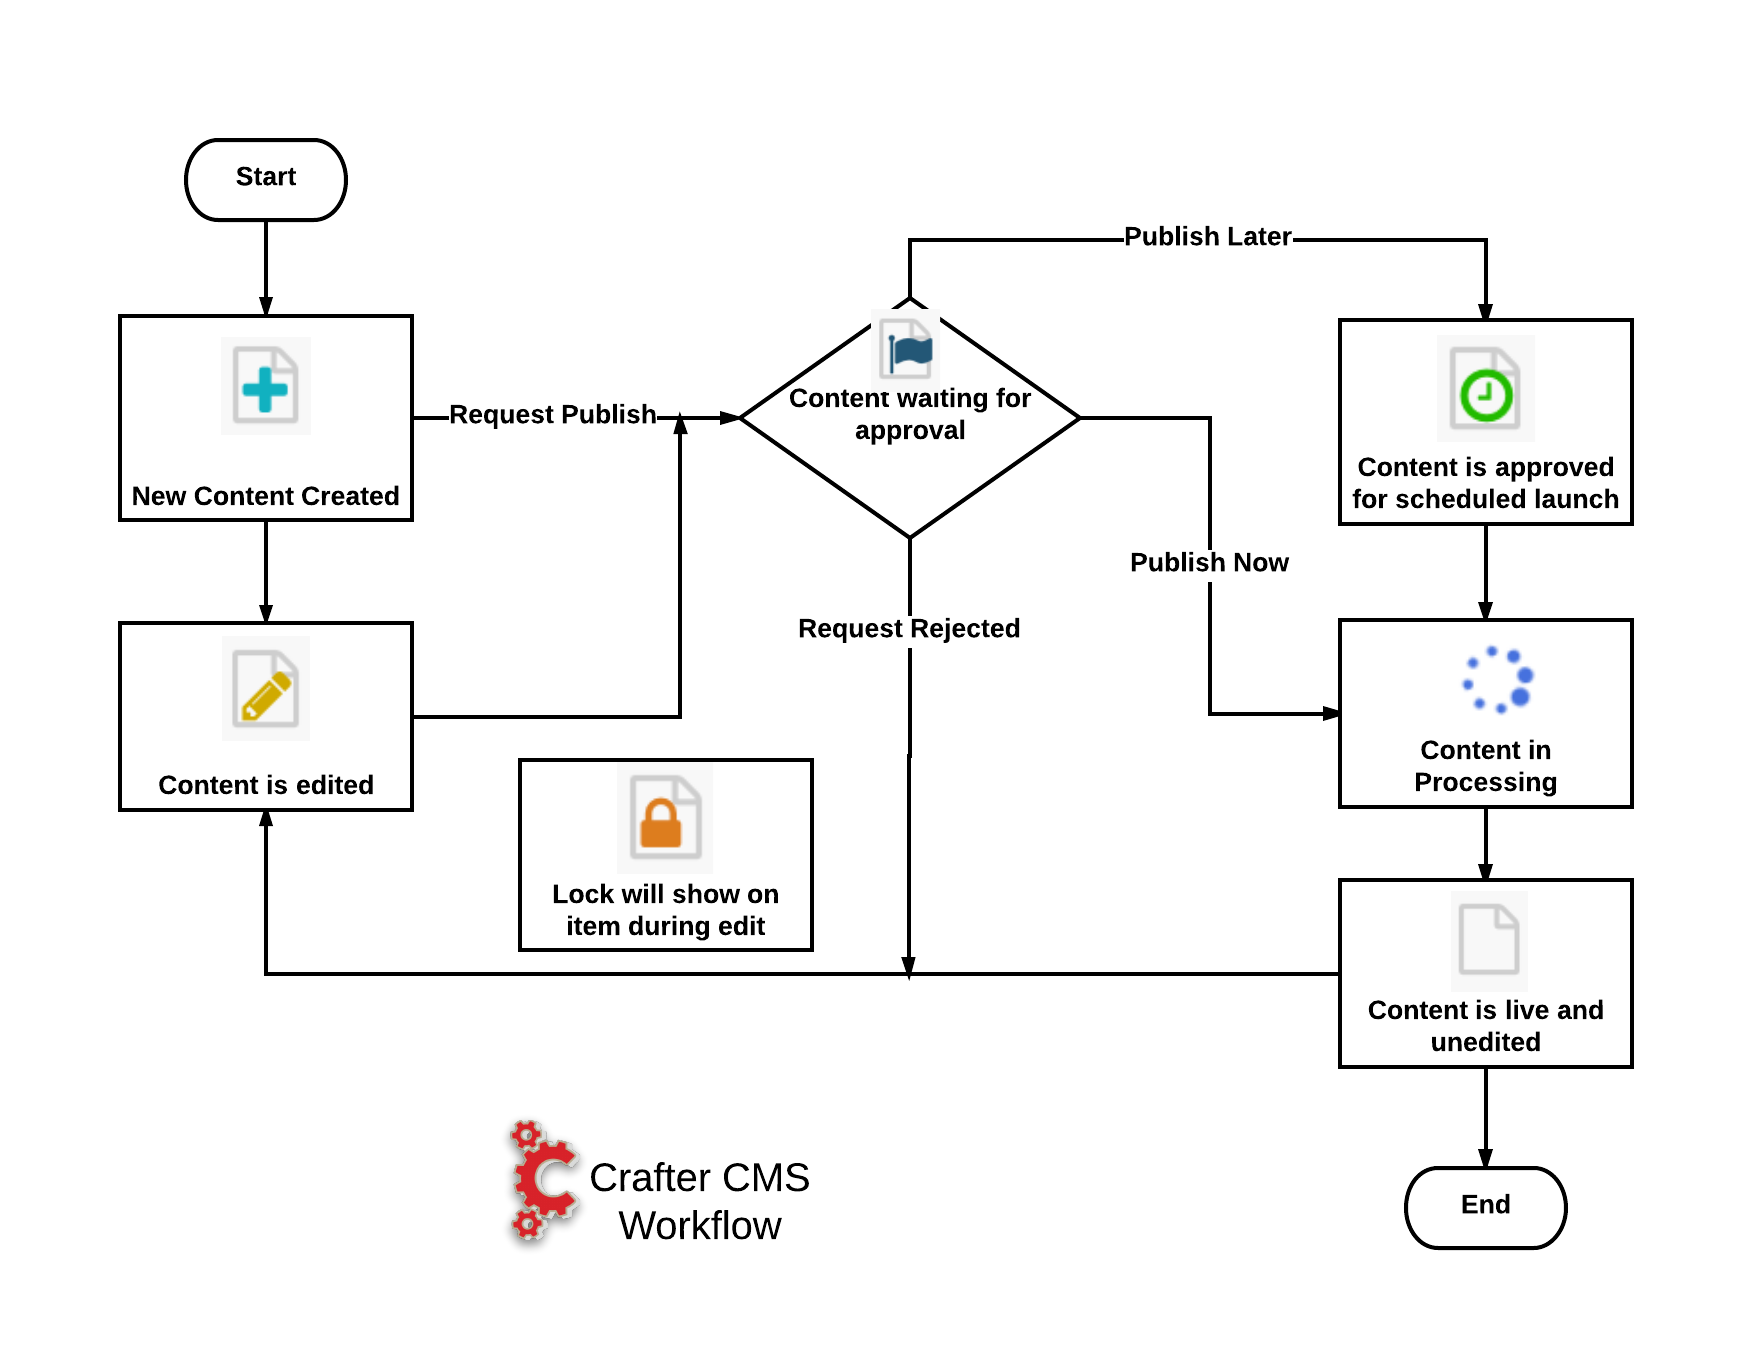 Start
Publish Later
Request Publish
Content waiting for
approval
New Content Created
Content is approved
for scheduled launch
Publish Now
Request Rejected
Content is edited
Content in
Processing
Lock will show on
item during edit
Content is live and
unedited
Crafter CMS
Workflow
End